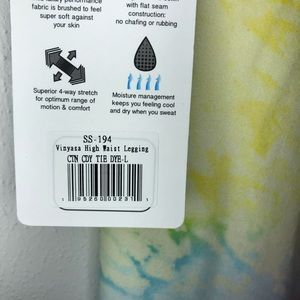 performance
fabric is brushed to feel
super soft against
your skin
with flat seam
construction:
no chafing or rubbing
Superior 4-way stretch
for optimum range of
motion & comfort
Moisture management
keeps you feeling cool
and dry when you sweat
SS-194
Vinyasa High Waist Legging
CTN CDY TIE DYE-L